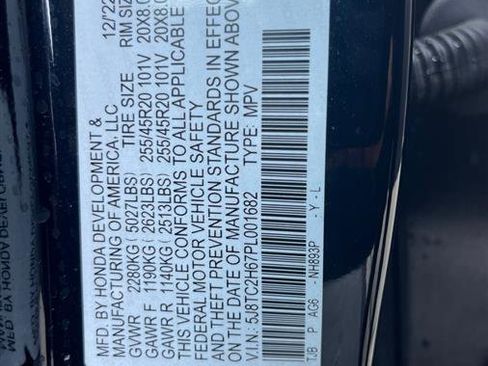 MFD. BY HONDA DEVELOPMENT &
MANUFACTURING OF AMERICA, LLC 12/22
TIRE SIZE RIM SIZE
GVWR 2280KG(5027LBS)
GAWR F 1190KG(2623LBS) 255/45R20 101V 20X8.0
GAWR R 1140KG(2513LBS) 255/45R20 101V 20X8.0
THIS VEHICLE CONFORMS TO ALL APPLICABLE
FEDERAL MOTOR VEHICLE SAFETY
AND THEFT PREVENTION STANDARDS IN EFFEC
ON THE DATE OF MANUFACTURE SHOWN ABOV
V.I.N: 5J8TC2H67PL001682 TYPE: MPV
TJB P AG6 -NH893P -Y-L